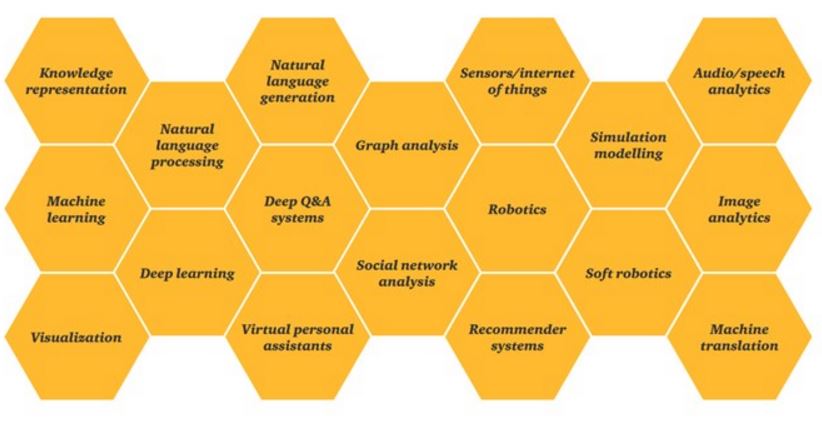 Knowledge
representation
Natural
language
generation
Sensors/internet
of things
Audio/speech
analytics
Natural
language
processing
Graph analysis
Simulation
modelling
Machine
learning
Deep Q&A
systems
Robotics
Image
analytics
Deep learning
Social network
analysis
Soft robotics
Visualization
Virtual personal
assistants
Recommender
systems
Machine
translation